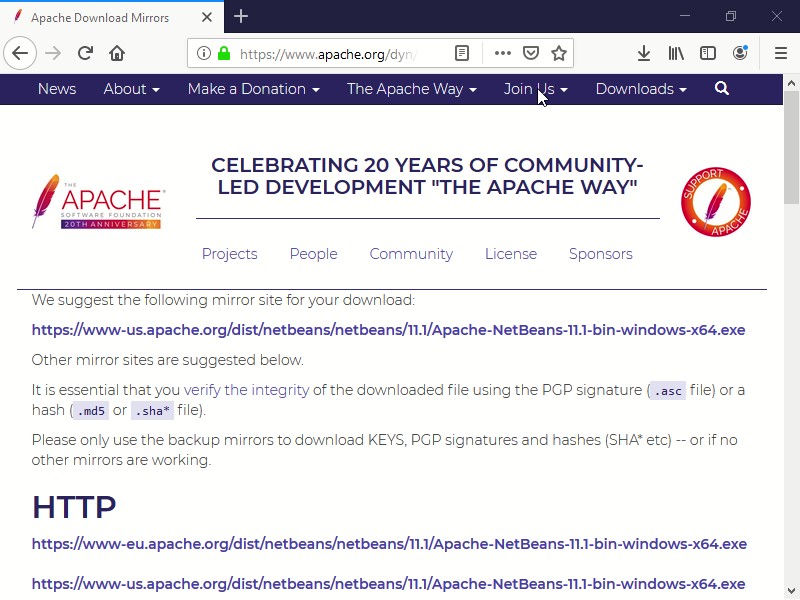 Apache Download Mirrors
https://www.apache.org/dyn/
News About Make a Donation The Apache Way Join Us Downloads
THE
APACHE
SOFTWARE FOUNDATION
20TH ANNIVERSARY
CELEBRATING 20 YEARS OF COMMUNITY-
LED DEVELOPMENT "THE APACHE WAY"
SUPPORT
APACHE
Projects People Community License Sponsors
We suggest the following mirror site for your download:
https://www-us.apache.org/dist/netbeans/netbeans/11.1/Apache-NetBeans-11.1-bin-windows-x64.exe
Other mirror sites are suggested below.
It is essential that you verify the integrity of the downloaded file using the PGP signature ( .asc file) or a
hash ( .md5 or .sha* file).
Please only use the backup mirrors to download KEYS, PGP signatures and hashes (SHA* etc) -- or if no
other mirrors are working.
HTTP
https://www-eu.apache.org/dist/netbeans/netbeans/11.1/Apache-NetBeans-11.1-bin-windows-x64.exe
https://www-us.apache.org/dist/netbeans/netbeans/11.1/Apache-NetBeans-11.1-bin-windows-x64.exe